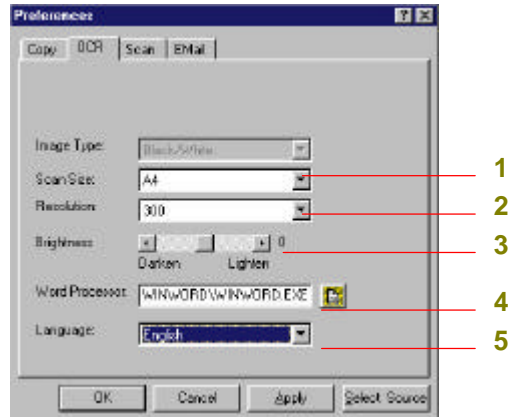 Preferences
Copy OCR Scan EMail
Image Type: Black/White
Scan Size: A4 1
Resolution: 300 2
Brightness 0 3
Darken Lighten
Word Processor: WINWORD\WINWORD.EXE 4
Language: English 5
OK Cancel Apply Select Source